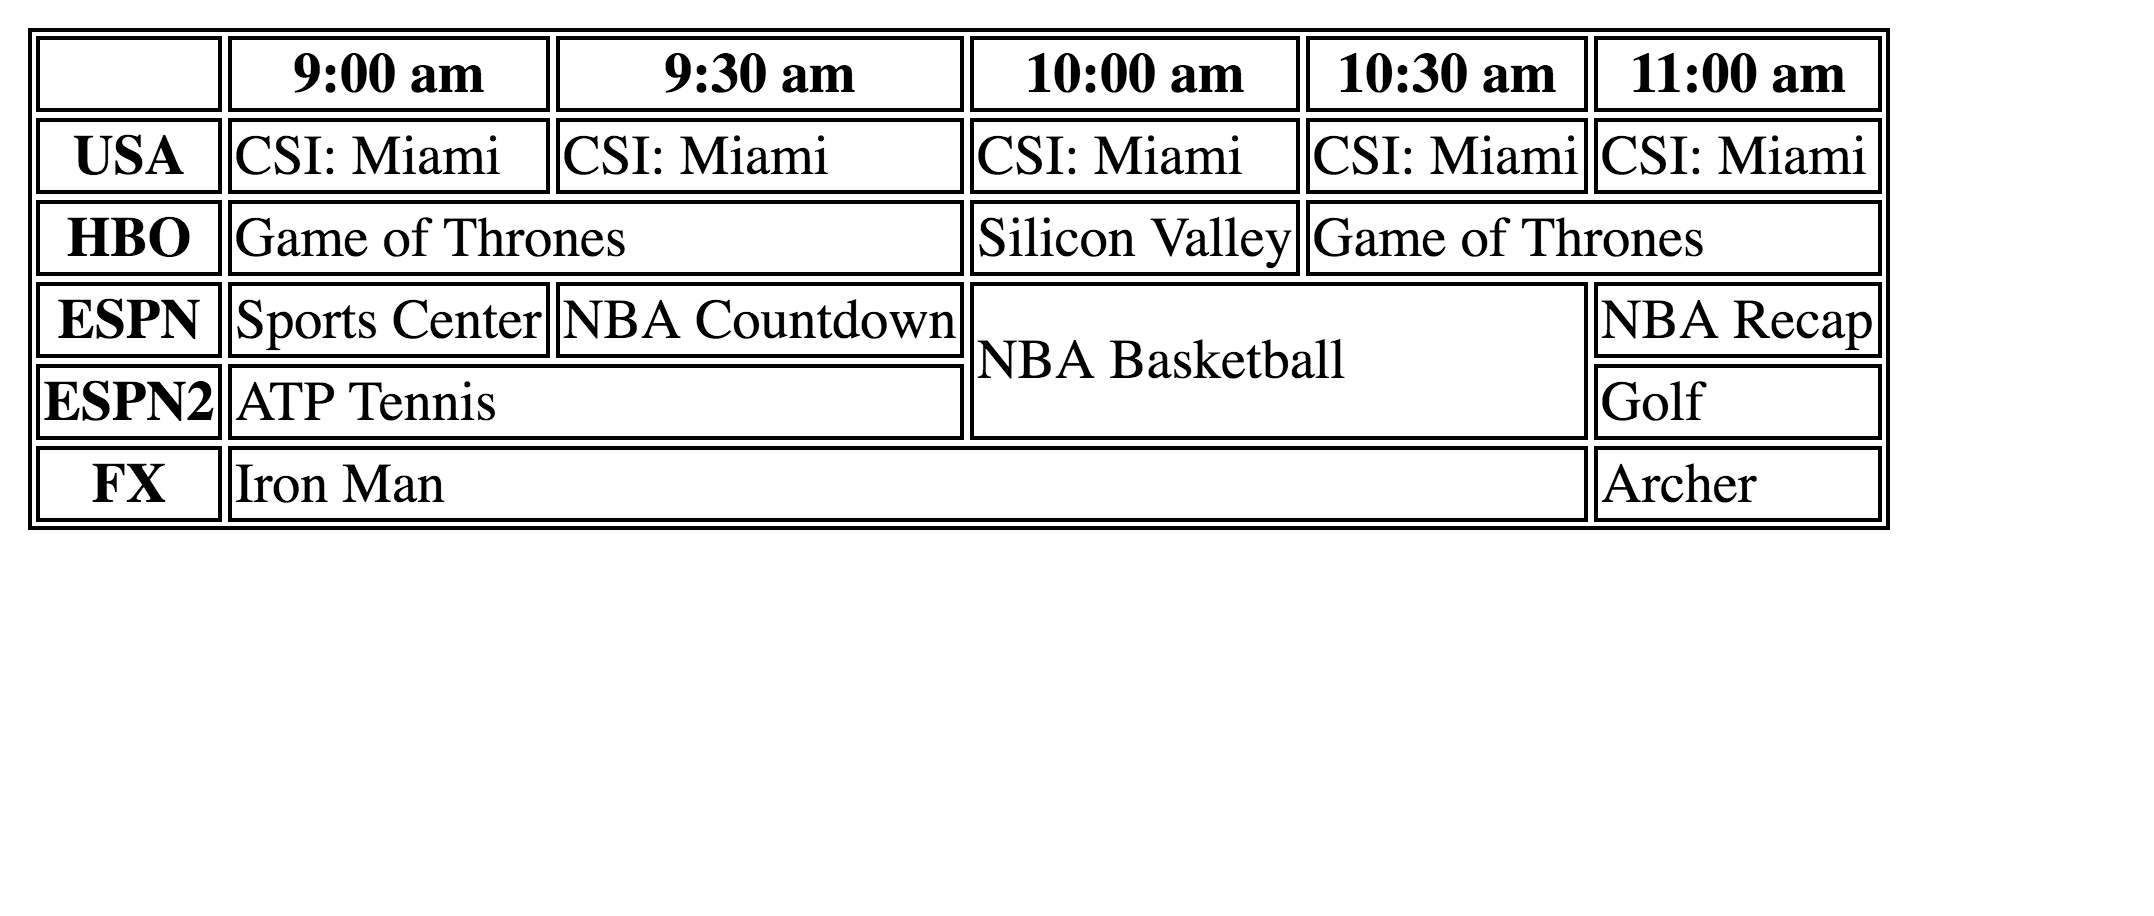 9:00 am 9:30 am 10:00 am 10:30 am 11:00 am
USA CSI: Miami CSI: Miami CSI: Miami CSI: Miami CSI: Miami
HBO Game of Thrones Silicon Valley Game of Thrones
ESPN Sports Center NBA Countdown NBA Basketball NBA Recap
ESPN2 ATP Tennis Golf
FX Iron Man Archer